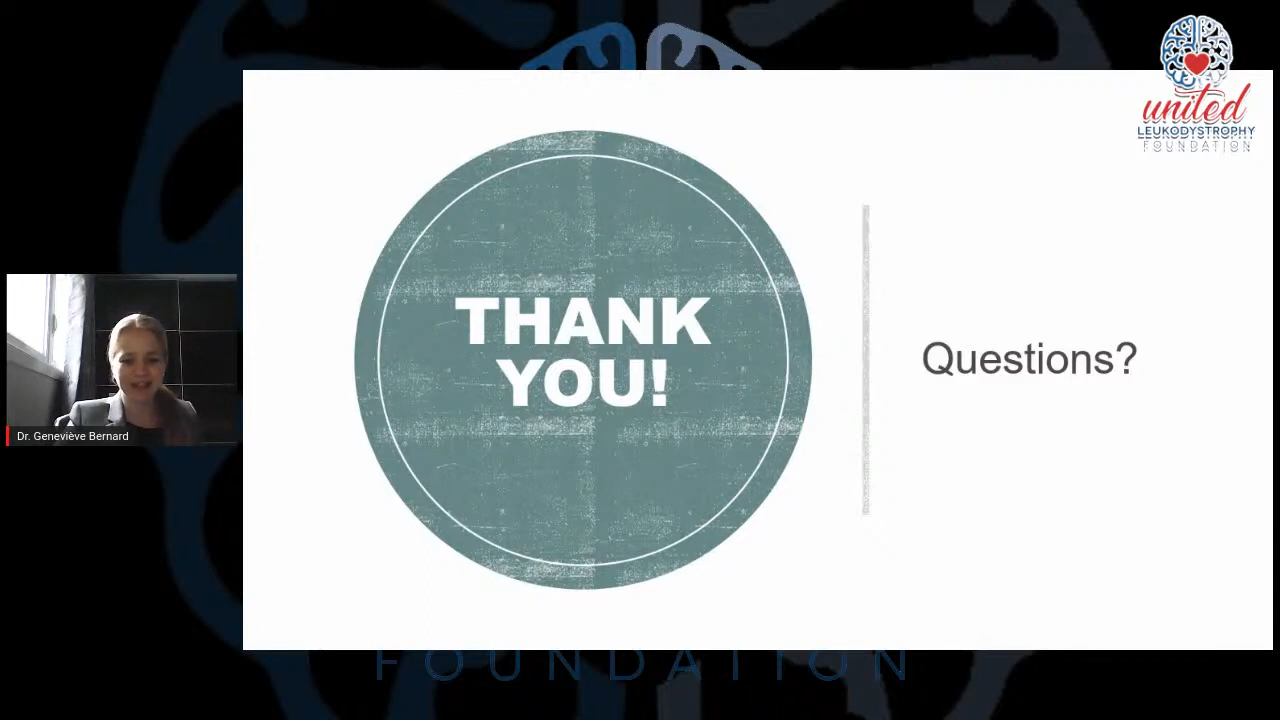 united
LEUKODYSTROPHY
FOUNDATION
THANK
YOU!
Questions?
Dr. Geneviève Bernard
FOUNDATION